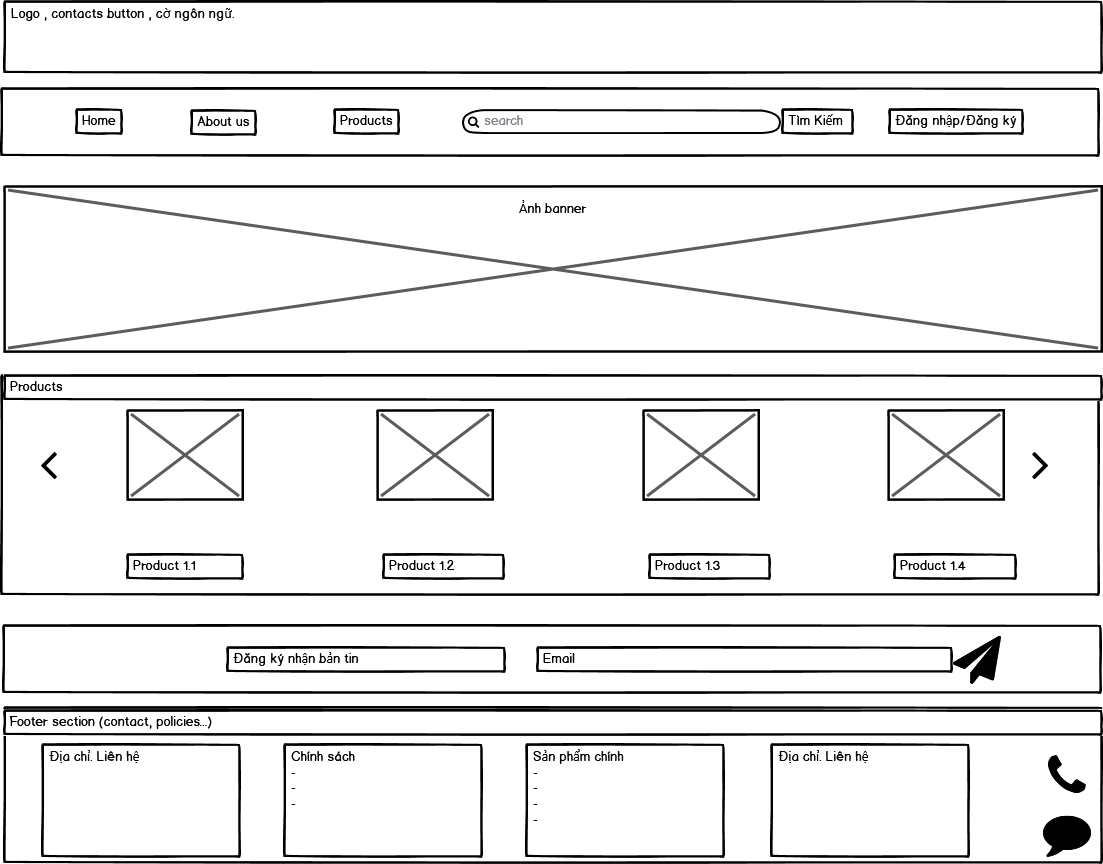 Logo , contacts button , cờ ngôn ngữ.
Home
About us
Products
search
Tìm Kiếm
Đăng nhập/Đăng ký
Ảnh banner
Products
Product 1.1
Product 1.2
Product 1.3
Product 1.4
Đăng ký nhận bản tin
Email
Footer section (contact, policies...)
Địa chỉ. Liên hệ
Chính sách
-
-
-
Sản phẩm chính
-
-
-
-
Địa chỉ. Liên hệ